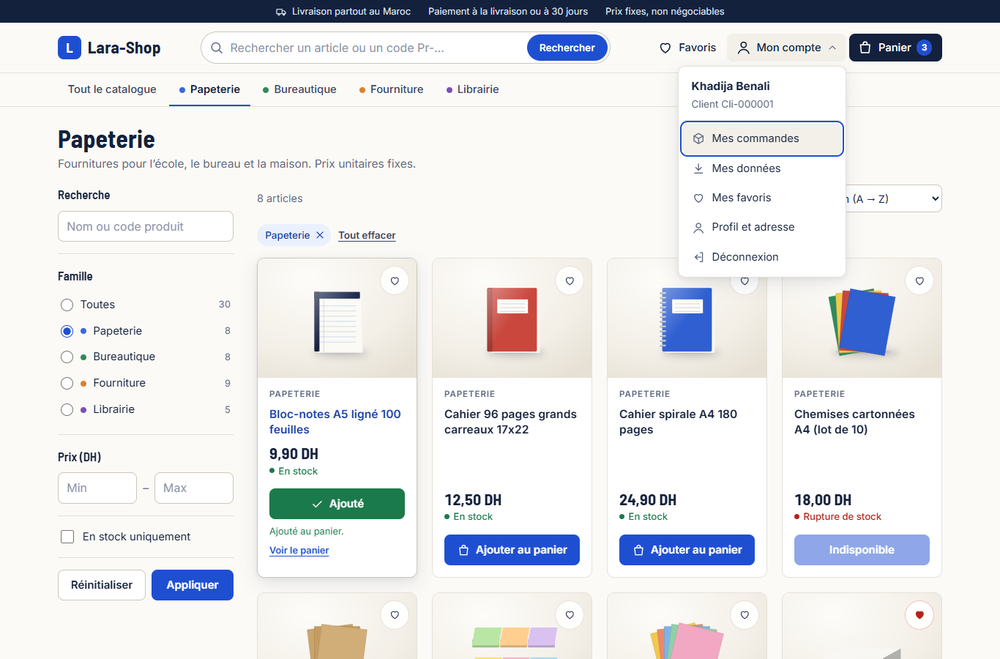 Livraison partout au Maroc
Paiement à la livraison ou à 30 jours
Prix fixes, non négociables
L
Lara-Shop
Rechercher un article ou un code Pr-...
Rechercher
Favoris
Mon compte
Panier
3
Tout le catalogue
Papeterie
Bureautique
Fourniture
Librairie
Khadija Benali
Client Cli-000001
Mes commandes
Mes données
Mes favoris
Profil et adresse
Déconnexion
Papeterie
Fournitures pour l'école, le bureau et la maison. Prix unitaires fixes.
Recherche
Nom ou code produit
Famille
Toutes 30
Papeterie 8
Bureautique 8
Fourniture 9
Librairie 5
Prix (DH)
Min – Max
En stock uniquement
Réinitialiser
Appliquer
8 articles
(A → Z)
Papeterie ✕
Tout effacer
PAPETERIE
Bloc-notes A5 ligné 100
feuilles
9,90 DH
En stock
Ajouté
Ajouté au panier.
Voir le panier
PAPETERIE
Cahier 96 pages grands
carreaux 17x22
12,50 DH
En stock
Ajouter au panier
PAPETERIE
Cahier spirale A4 180
pages
24,90 DH
En stock
Ajouter au panier
PAPETERIE
Chemises cartonnées
A4 (lot de 10)
18,00 DH
Rupture de stock
Indisponible